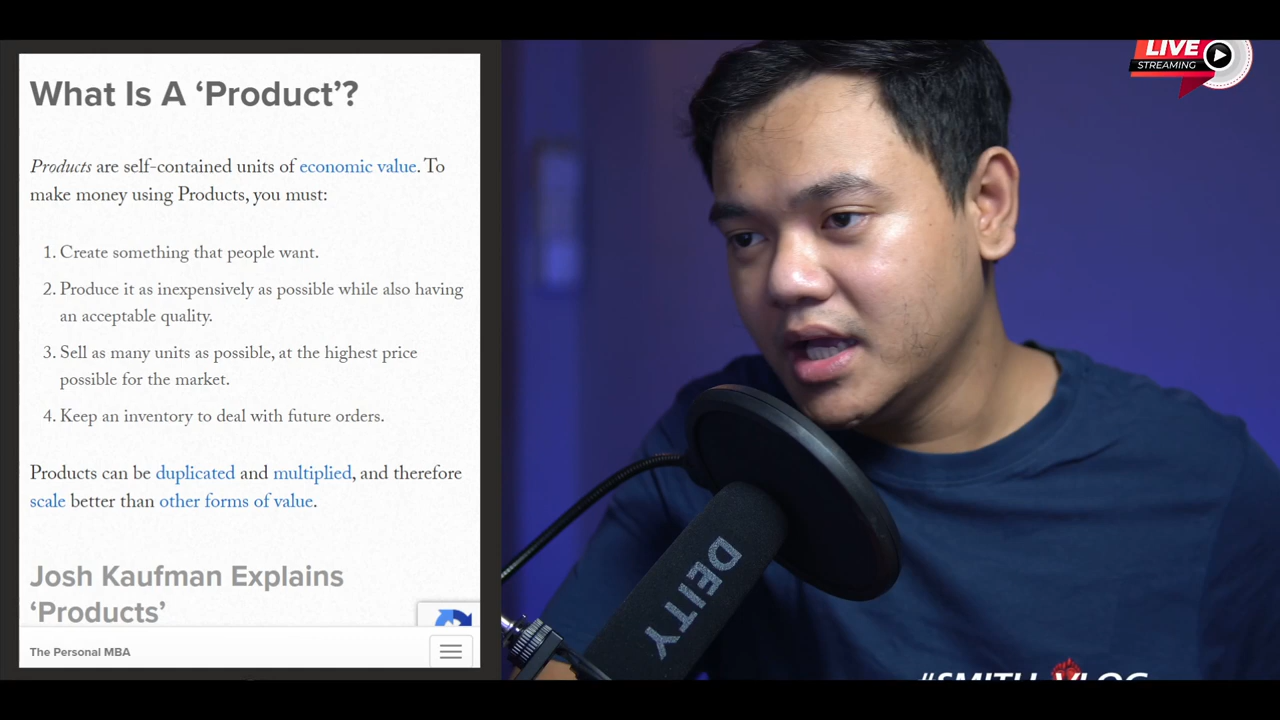 What Is A ‘Product’?
Products are self-contained units of economic value. To
make money using Products, you must:
1. Create something that people want.
2. Produce it as inexpensively as possible while also having
an acceptable quality.
3. Sell as many units as possible, at the highest price
possible for the market.
4. Keep an inventory to deal with future orders.
Products can be duplicated and multiplied, and therefore
scale better than other forms of value.
Josh Kaufman Explains
‘Products’
The Personal MBA
LIVE
STREAMING
DEITY
#SMITH VLOG